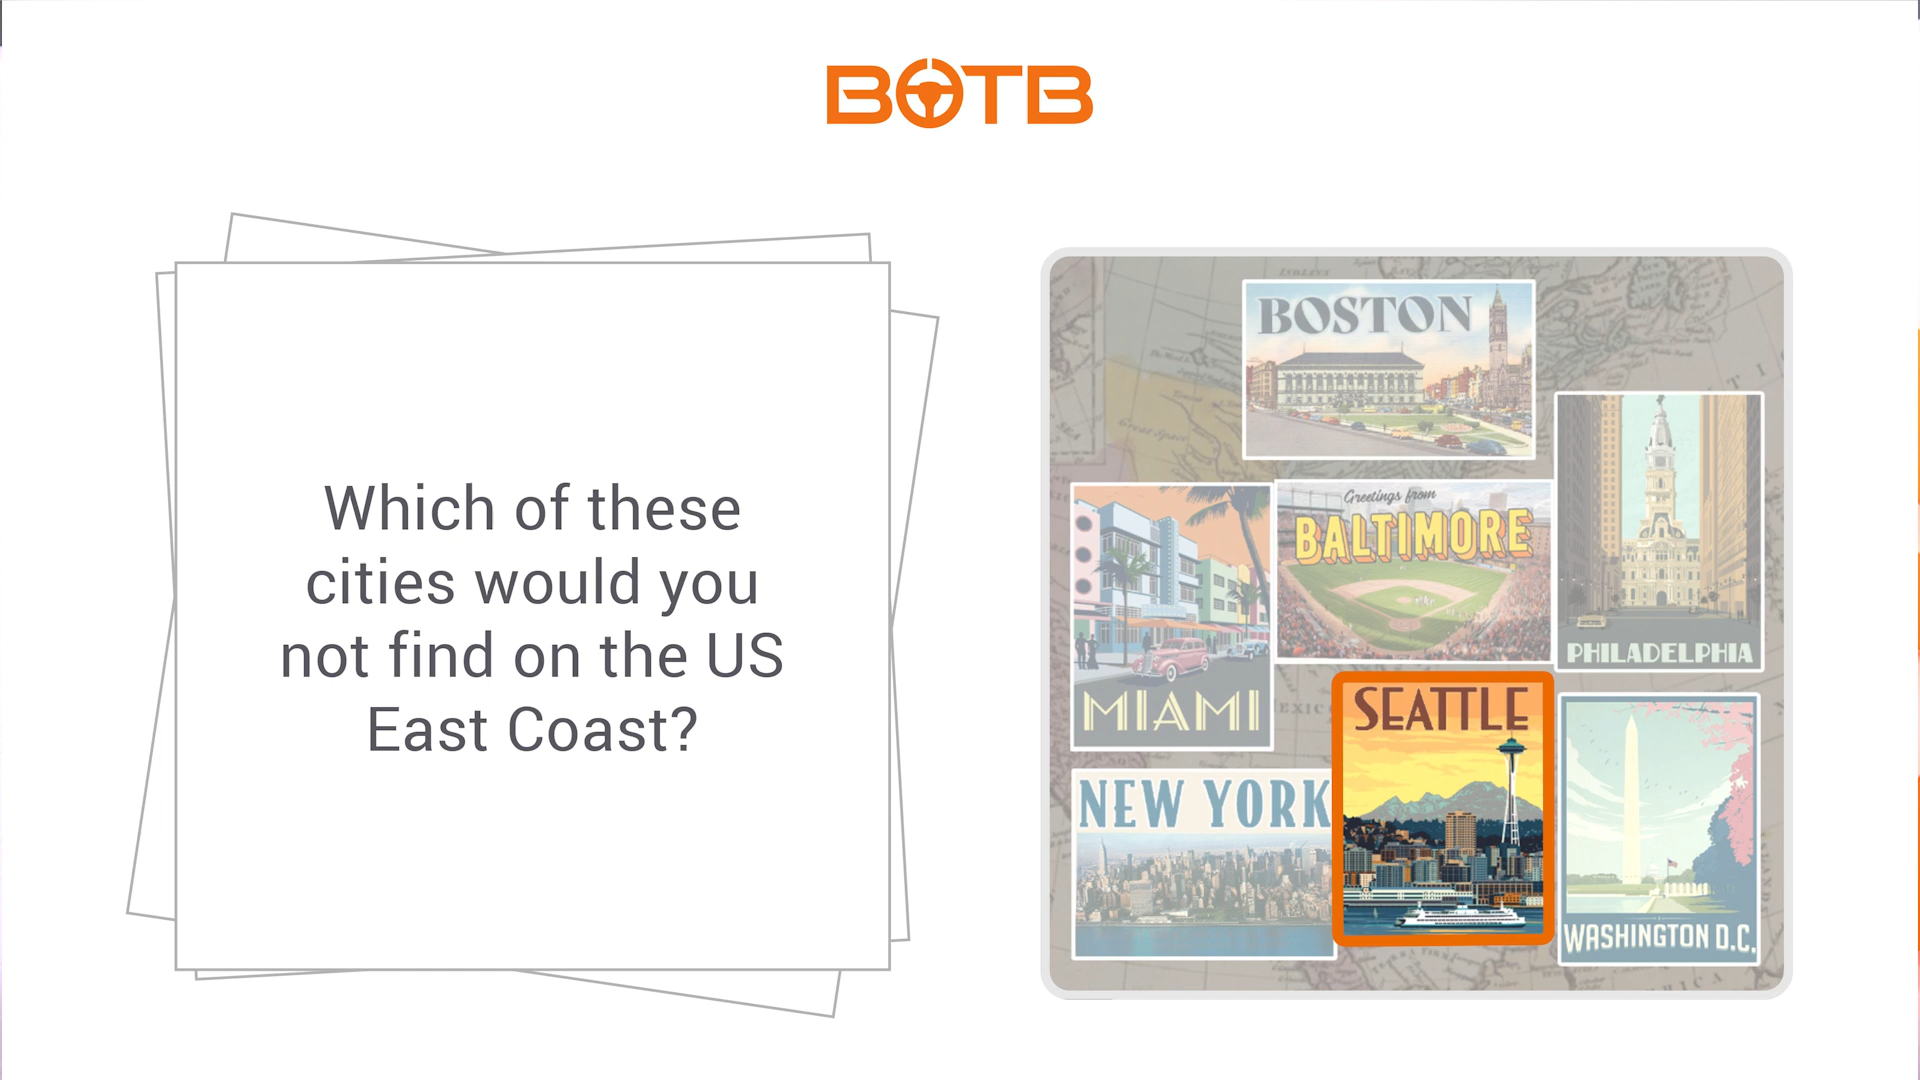 BOTB
Which of these
cities would you
not find on the US
East Coast?
BOSTON
Greetings from
BALTIMORE
PHILADELPHIA
MIAMI
SEATTLE
NEW YORK
WASHINGTON D.C.